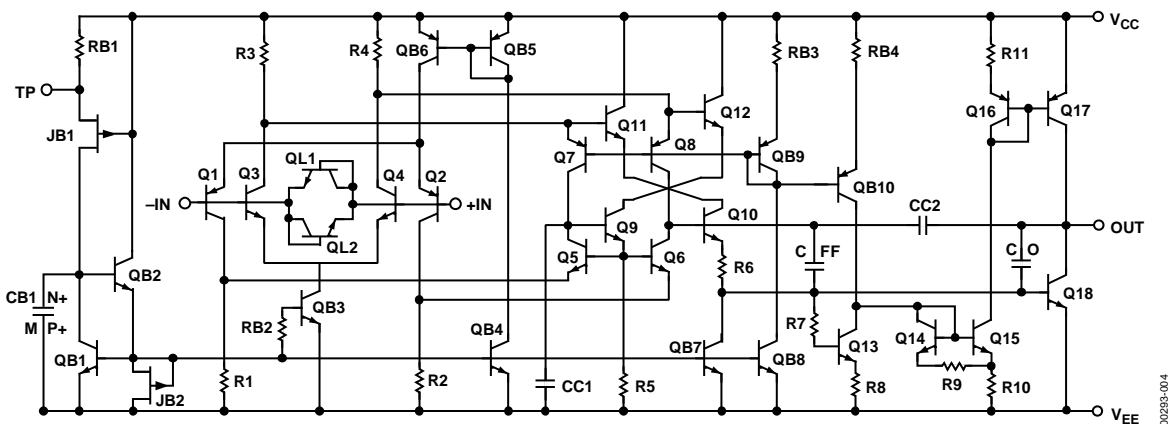 VCC
RB1
R3
R4
QB6
QB5
RB3
RB4
R11
TP
Q16
Q17
JB1
Q11
Q12
QL1
Q7
Q8
QB9
Q1
Q3
Q4
Q2
QB10
–IN
+IN
CC2
Q10
OUT
QL2
Q9
C FF
C O
QB2
Q5
Q6
R6
CB1 N+
M P+
QB3
Q18
RB2
QB4
QB7
R7
Q13
Q14
Q15
QB1
QB8
R1
R2
CC1
R5
R8
R9
R10
JB2
VEE
00293-004